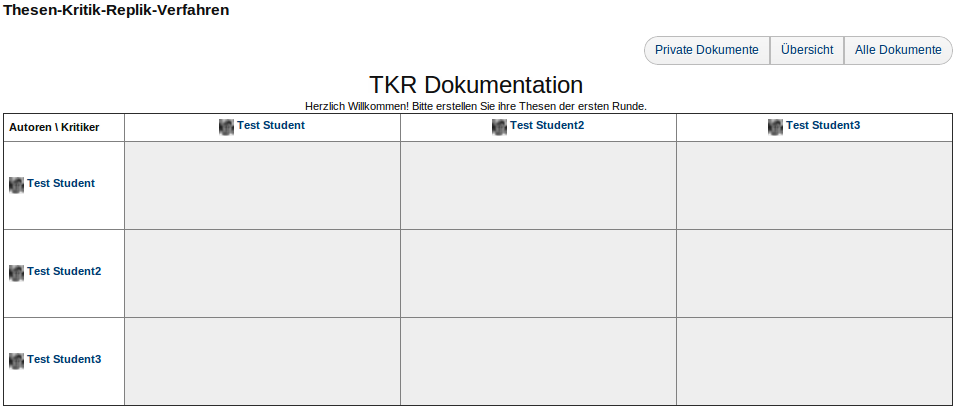 Thesen-Kritik-Replik-Verfahren
Private Dokumente Übersicht Alle Dokumente
TKR Dokumentation
Herzlich Willkommen! Bitte erstellen Sie ihre Thesen der ersten Runde.
Autoren \ Kritiker Test Student Test Student2 Test Student3
Test Student
Test Student2
Test Student3